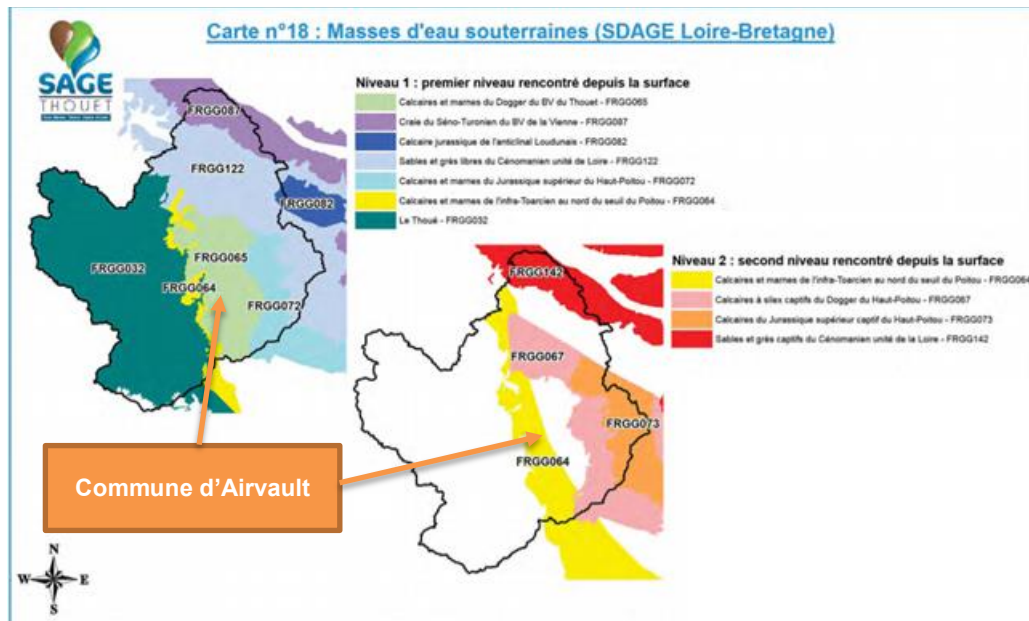 Carte n°18 : Masses d'eau souterraines (SDAGE Loire-Bretagne)
SAGE
THOUET
Niveau 1 : premier niveau rencontré depuis la surface
Calcaires et marnes du Dogger du BV du Thouet - FRGG065
Craie du Séno-Turonien du BV de la Vienne - FRGG087
Calcaire jurassique de l'anticlinal Loudunais - FRGG082
Sables et grès libres du Cénomanien unité de Loire - FRGG122
Calcaires et marnes du Jurassique supérieur du Haut-Poitou - FRGG072
Calcaires et marnes de l'infra-Toarcien au nord du seuil du Poitou - FRGG064
Le Thoué - FRGG032
FRGG087
FRGG122
FRGG082
FRGG065
FRGG032
FRGG064
FRGG072
Niveau 2 : second niveau rencontré depuis la surface
Calcaires et marnes de l'infra-Toarcien au nord du seuil du Poitou - FRGG064
Calcaires à silex captifs du Dogger du Haut-Poitou - FRGG067
Calcaires du Jurassique supérieur captif du Haut-Poitou - FRGG073
Sables et grès captifs du Cénomanien unité de la Loire - FRGG142
FRGG142
FRGG067
FRGG073
FRGG064
Commune d'Airvault
N
W
E
S